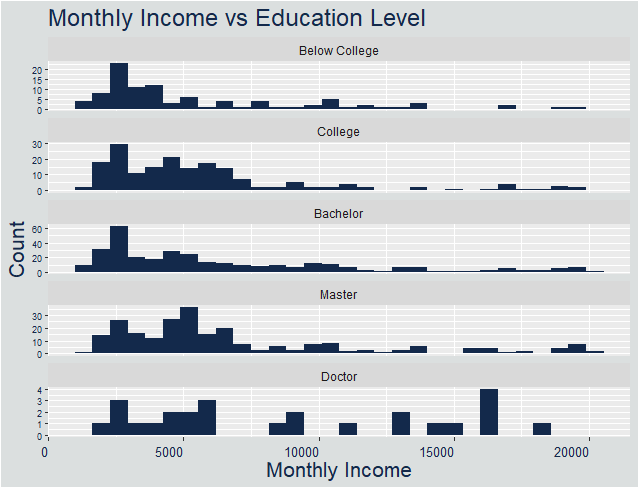 Monthly Income vs Education Level
Below College
20
15
10
5
0
College
30
20
10
0
Bachelor
60
40
20
0
Master
30
20
10
0
Doctor
4
3
2
1
0
0 5000 10000 15000 20000
Monthly Income
Count